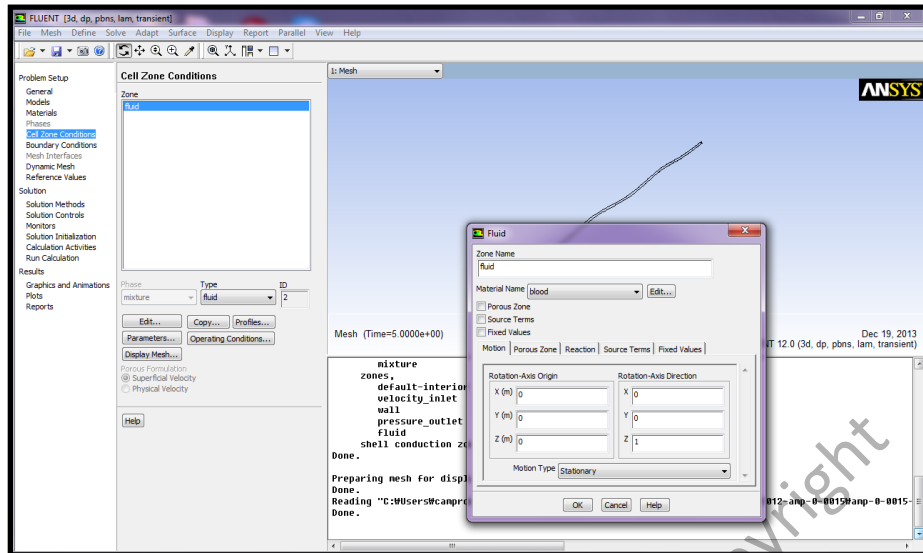 FLUENT [3d, dp, pbns, lam, transient]
File Mesh Define Solve Adapt Surface Display Report Parallel View Help
Problem Setup
General
Models
Materials
Phases
Cell Zone Conditions
Boundary Conditions
Mesh Interfaces
Dynamic Mesh
Reference Values
Solution
Solution Methods
Solution Controls
Monitors
Solution Initialization
Calculation Activities
Run Calculation
Results
Graphics and Animations
Plots
Reports
Cell Zone Conditions
Zone
fluid
Phase Type ID
mixture fluid 2
Edit... Copy... Profiles...
Parameters... Operating Conditions...
Display Mesh...
Porous Formulation
Superficial Velocity
Physical Velocity
Help
1: Mesh
ANSYS
Mesh (Time=5.0000e+00)
Dec 19, 2013
NT 12.0 (3d, dp, pbns, lam, transient)
Fluid
Zone Name
fluid
Material Name blood Edit...
Porous Zone
Source Terms
Fixed Values
Motion Porous Zone Reaction Source Terms Fixed Values
Rotation-Axis Origin Rotation-Axis Direction
X (m) 0 X 0
Y (m) 0 Y 0
Z (m) 0 Z 1
Motion Type Stationary
OK Cancel Help
mixture
zones,
default-interior
velocity_inlet
wall
pressure_outlet
fluid
shell conduction zo
Done.
Preparing mesh for displ
Done.
Reading "C:\Users\campro 012-amp-0-0015\amp-0-0015-
Done.